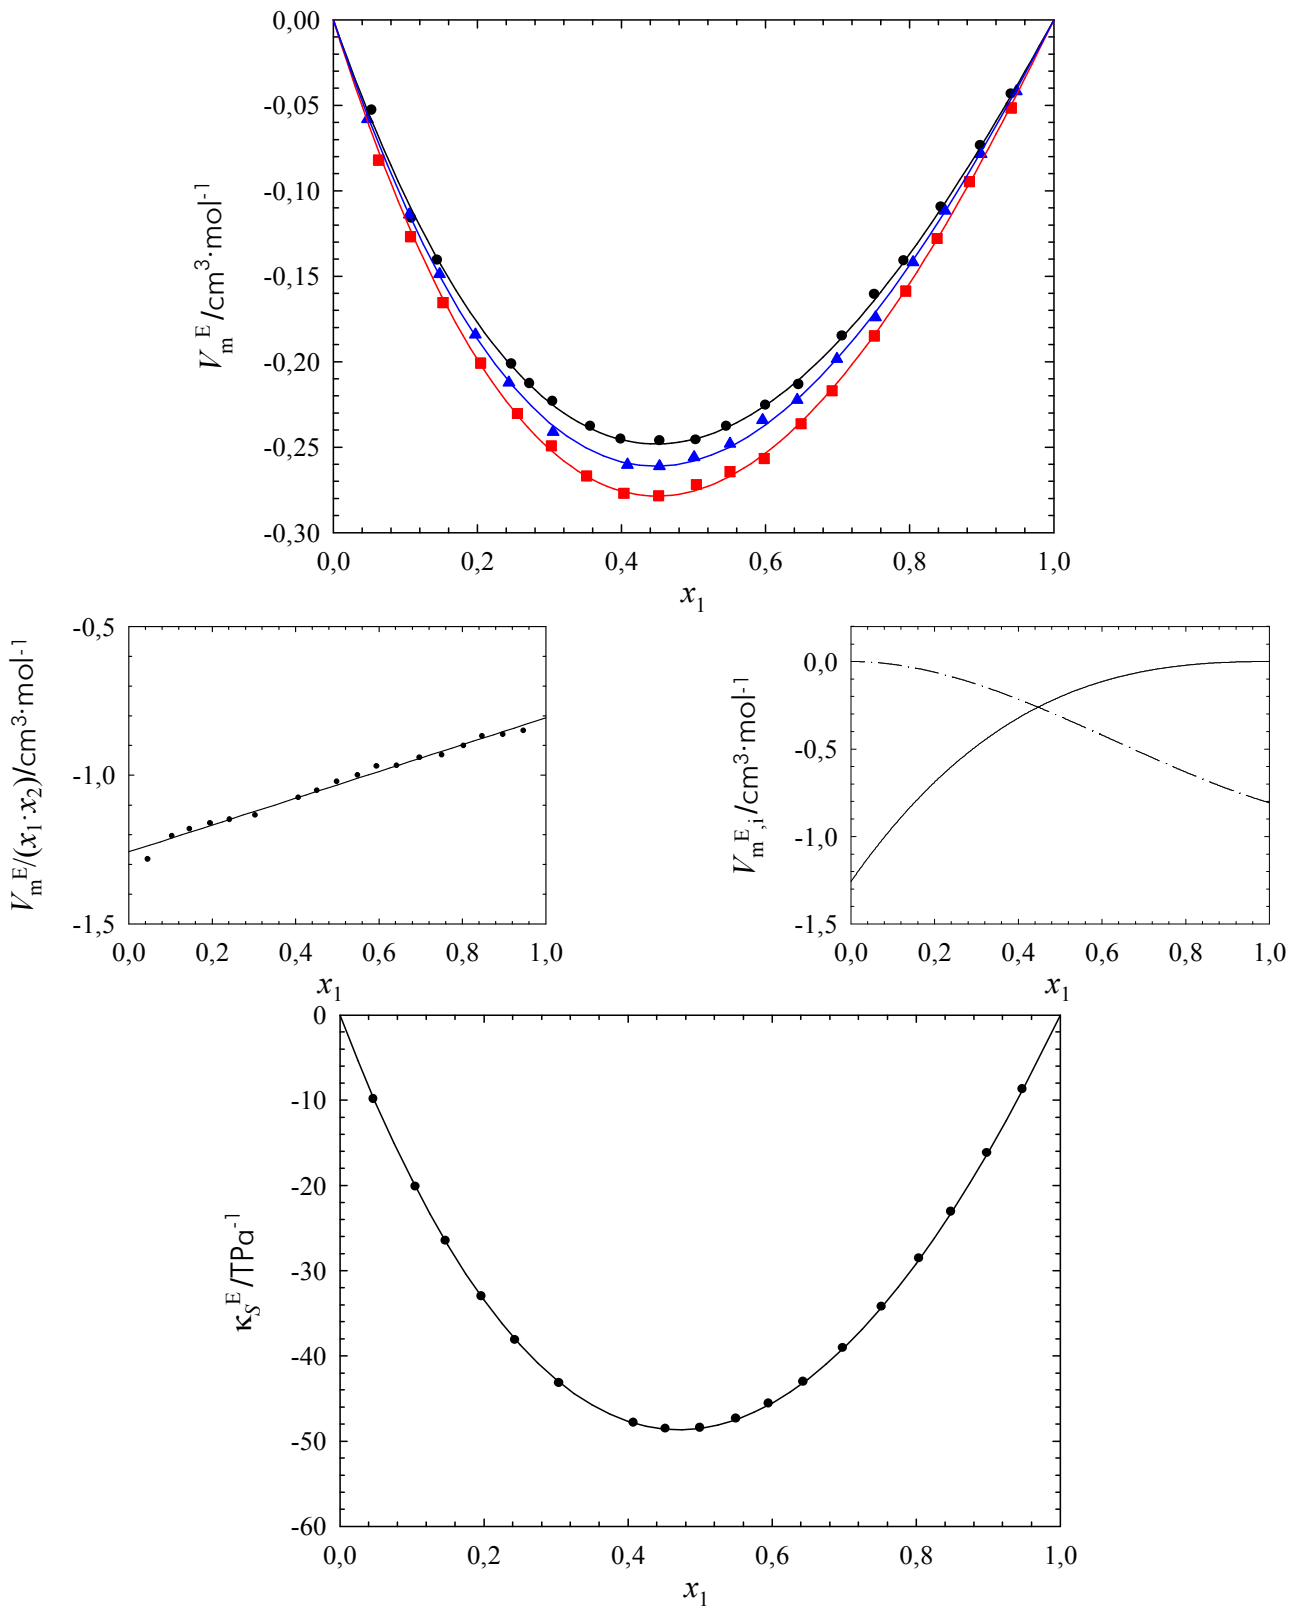 0,00
-0,05
-0,10
-0,15
-0,20
-0,25
-0,30
V_m^E/cm³·mol⁻¹
0,0 0,2 0,4 0,6 0,8 1,0
x₁
-0,5
-1,0
-1,5
V_m^E/(x₁·x₂)/cm³·mol⁻¹
0,0 0,2 0,4 0,6 0,8 1,0
x₁
0,0
-0,5
-1,0
-1,5
V_m^E,i/cm³·mol⁻¹
0,0 0,2 0,4 0,6 0,8 1,0
x₁
0
-10
-20
-30
-40
-50
-60
κ_S^E/TPa⁻¹
0,0 0,2 0,4 0,6 0,8 1,0
x₁